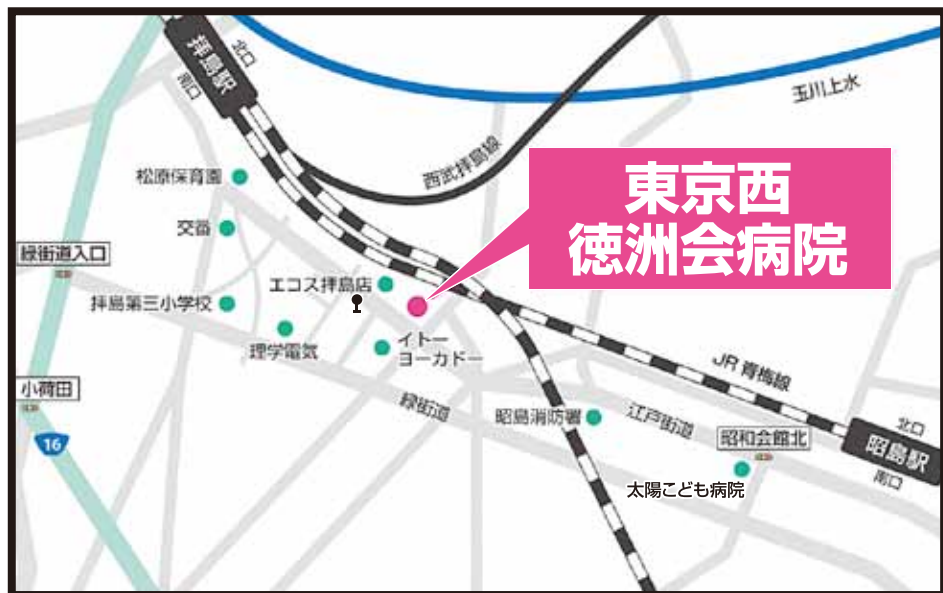 北口
拝島駅
南口
玉川上水
西武拝島線
東京西
徳洲会病院
松原保育園
交番
緑街道入口
エコス拝島店
拝島第三小学校
理学電気
イトー
ヨーカドー
JR 青梅線
小荷田
緑街道
昭島消防署
江戸街道
昭和会館北
北口
昭島駅
南口
16
太陽こども病院